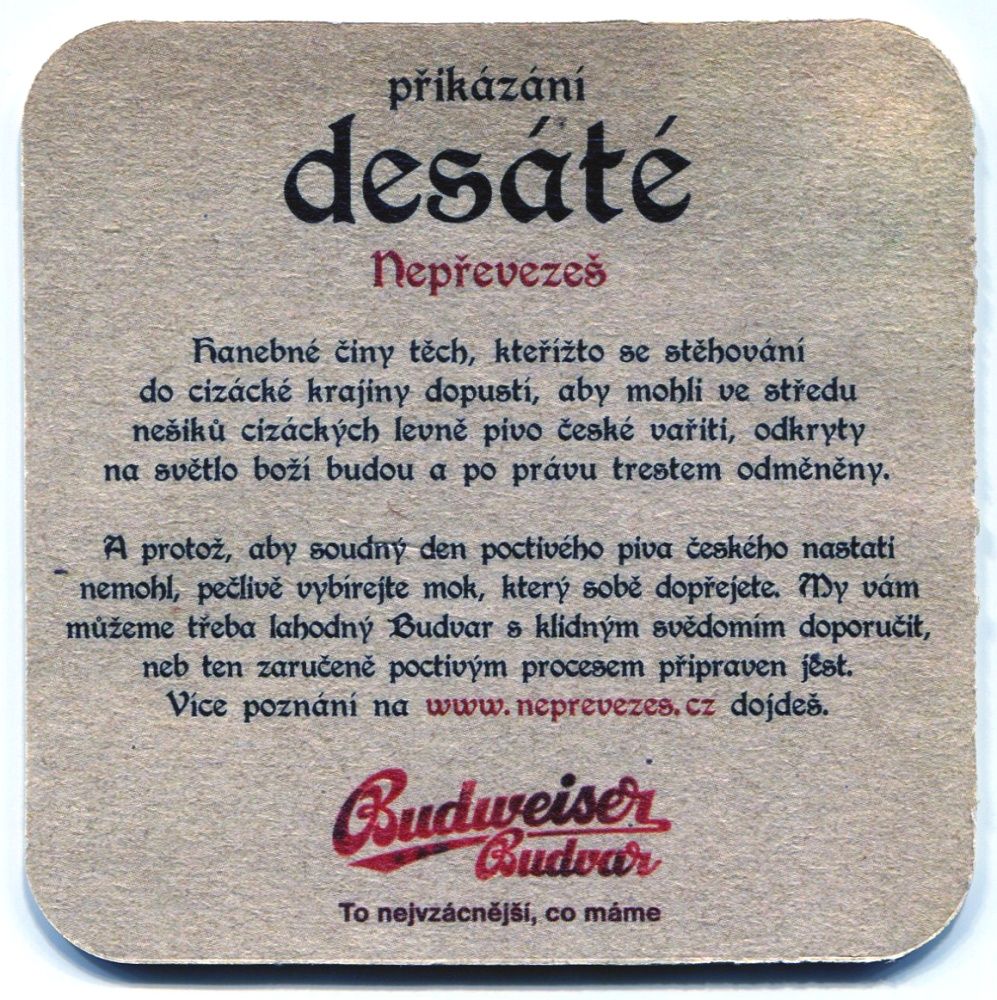 přikázání
desáté
Nepřevezeš
Hanebné činy těch, kteřížto se stěhování
do cizácké krajiny dopustí, aby mohli ve středu
nešiků cizáckých levně pivo české vařiti, odkryty
na světlo boží budou a po právu trestem odměněny.
A protož, aby soudný den poctivého piva českého nastati
nemohl, pečlivě vybírejte mok, který sobě dopřejete. My vám
můžeme třeba lahodný Budvar s klidným svědomím doporučit,
neb ten zaručeně poctivým procesem připraven jest.
Více poznání na www.neprevezes.cz dojdeš.
Budweiser
Budvar
To nejvzácnější, co máme